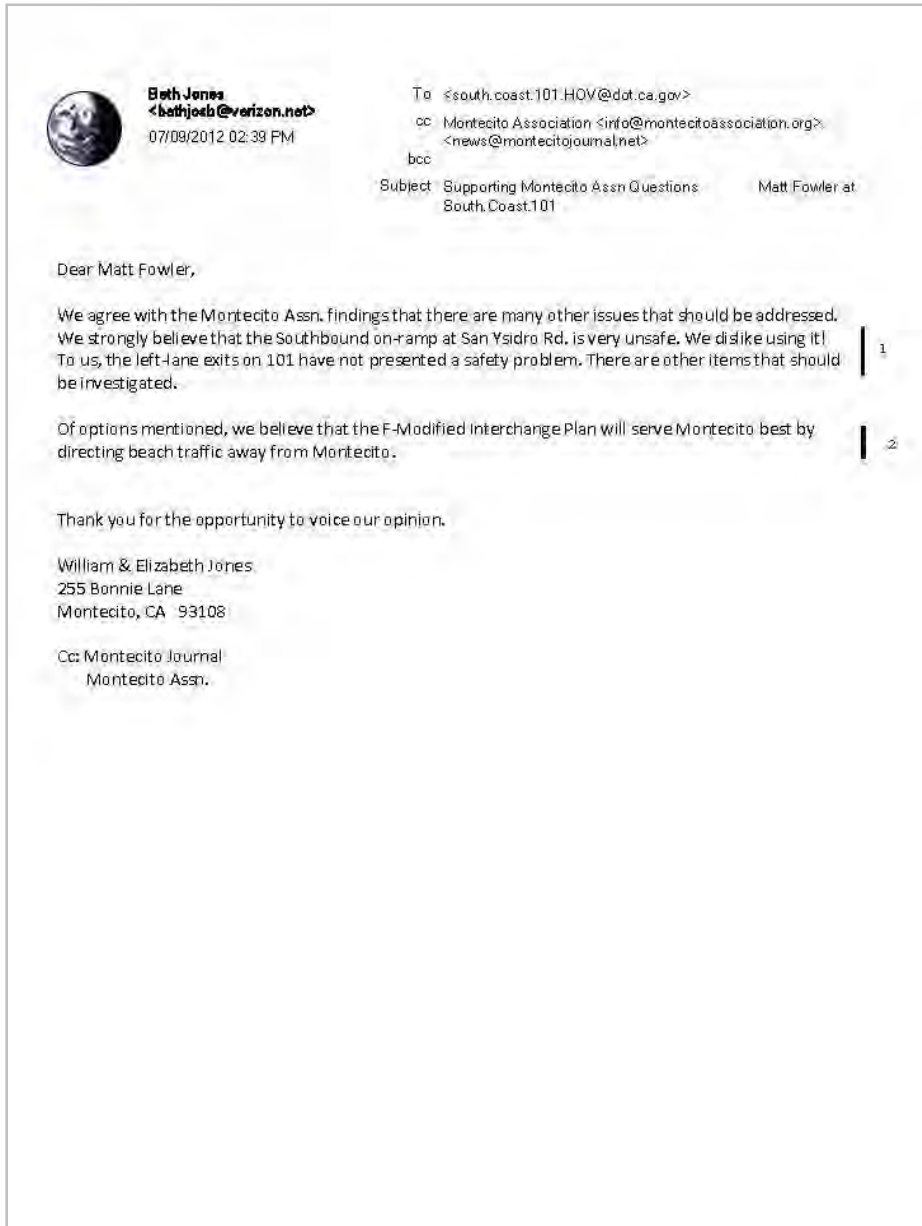 Beth Jones
<bethjosb@verizon.net>
07/09/2012 02:39 PM
To <south.coast.101.HOV@dot.ca.gov>
cc Montecito Association <info@montecitoassociation.org>,
<news@montecitojournal.net>
bcc
Subject Supporting Montecito Assn Questions Matt Fowler at
South.Coast.101
Dear Matt Fowler,
We agree with the Montecito Assn. findings that there are many other issues that should be addressed.
We strongly believe that the Southbound on-ramp at San Ysidro Rd. is very unsafe. We dislike using it!
To us, the left-lane exits on 101 have not presented a safety problem. There are other items that should
be investigated.
1
Of options mentioned, we believe that the F-Modified Interchange Plan will serve Montecito best by
directing beach traffic away from Montecito.
2
Thank you for the opportunity to voice our opinion.
William & Elizabeth Jones
255 Bonnie Lane
Montecito, CA 93108
Cc: Montecito Journal
Montecito Assn.